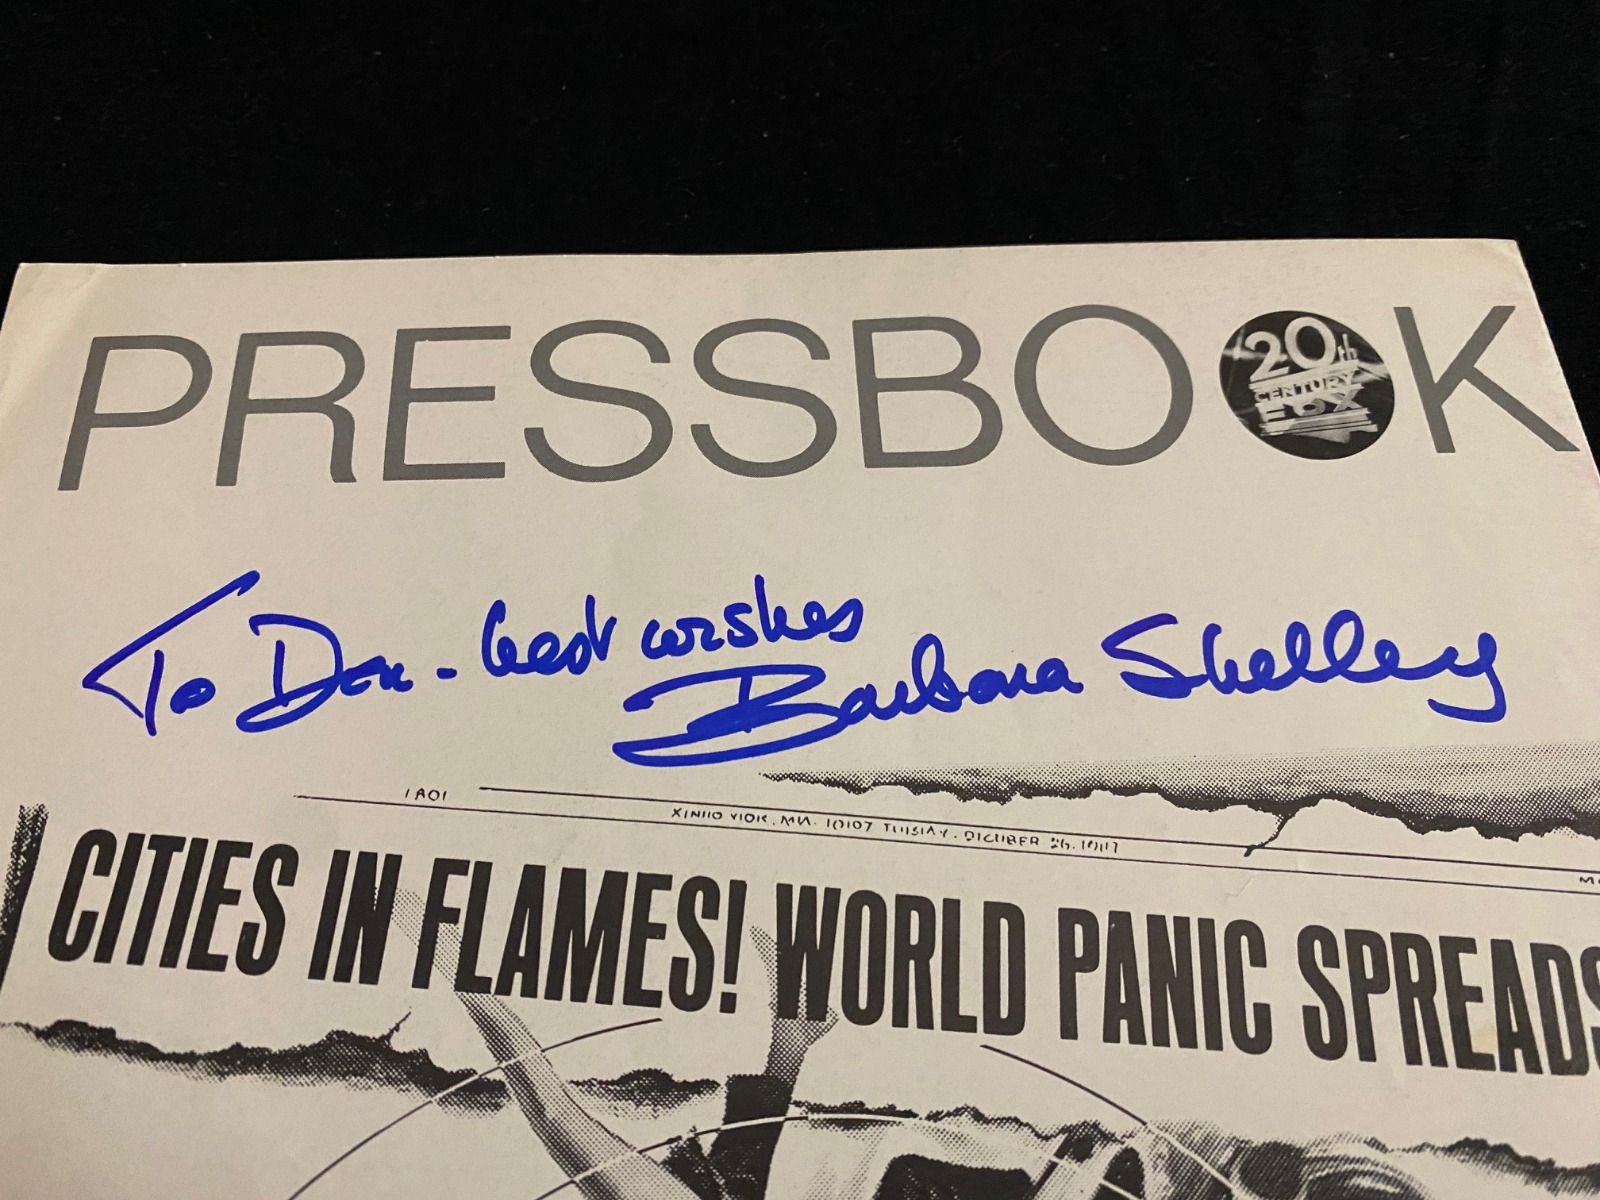 PRESSBOOK
20th
CENTURY
FOX
To Don - best wishes
Barbara Shelley
CITIES IN FLAMES! WORLD PANIC SPREADS